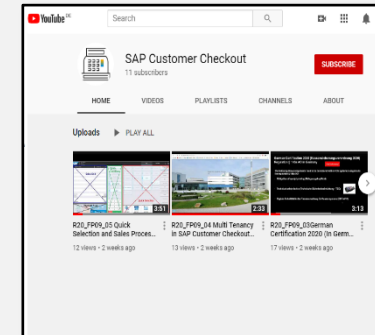 YouTube DE
Search
SAP Customer Checkout
11 subscribers
SUBSCRIBE
HOME VIDEOS PLAYLISTS CHANNELS ABOUT
Uploads PLAY ALL
3:51
2:33
3:13
R20_FP09_05 Quick Selection and Sales Proces...
R20_FP09_04 Multi Tenancy in SAP Customer Checkout...
R20_FP09_03German Certification 2020 (In Germ...
12 views • 2 weeks ago
13 views • 2 weeks ago
17 views • 2 weeks ago